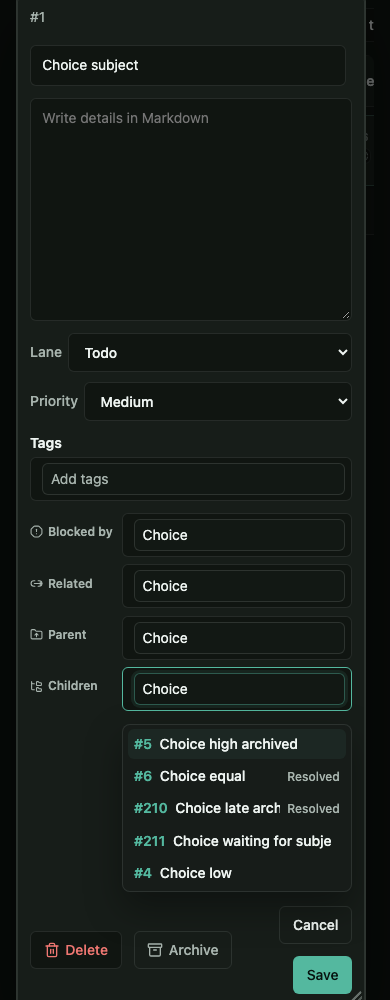 #1
Choice subject
Write details in Markdown
Lane Todo
Priority Medium
Tags
Add tags
Blocked by Choice
Related Choice
Parent Choice
Children Choice
#5 Choice high archived
#6 Choice equal Resolved
#210 Choice late arch Resolved
#211 Choice waiting for subje
#4 Choice low
Cancel
Delete Archive
Save